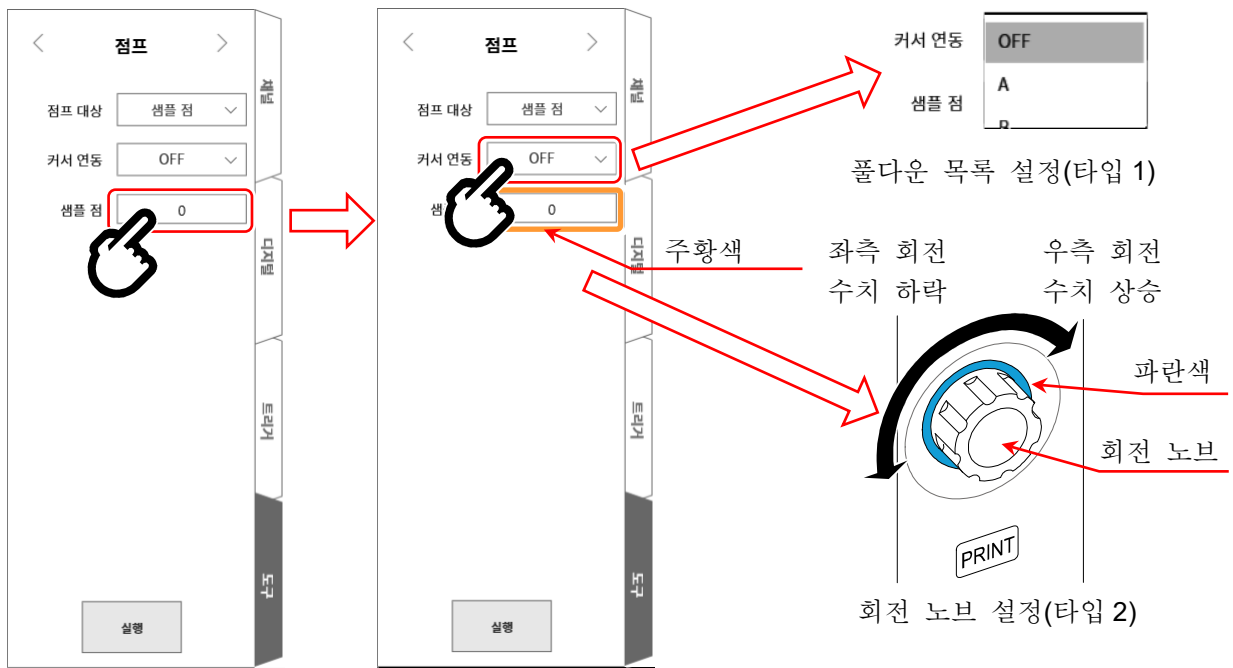 점프
점프 대상
샘플 점
커서 연동
OFF
샘플 점
0
실행
채널
디지털
트리거
도구
점프
점프 대상
샘플 점
커서 연동
OFF
샘
0
실행
채널
디지털
트리거
도구
커서 연동
OFF
샘플 점
A
풀다운 목록 설정(타입 1)
주황색
좌측 회전
수치 하락
우측 회전
수치 상승
파란색
회전 노브
PRINT
회전 노브 설정(타입 2)